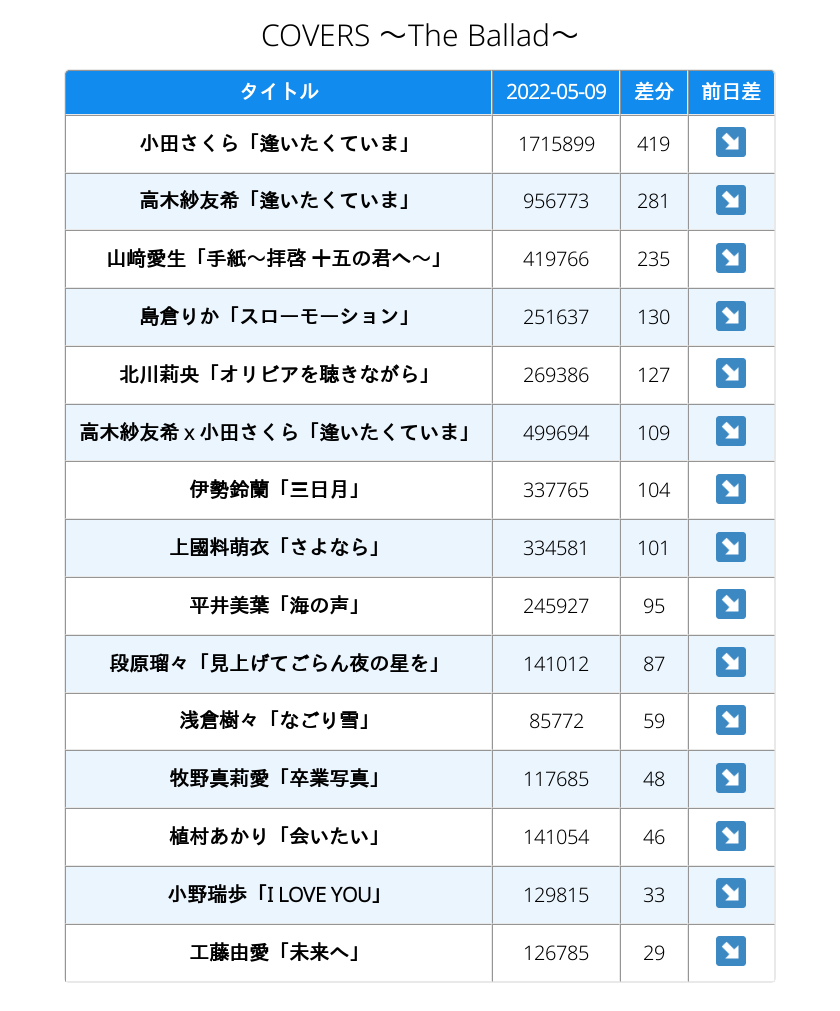 COVERS ～The Ballad～
タイトル 2022-05-09 差分 前日差
小田さくら「逢いたくていま」 1715899 419 ↘
高木紗友希「逢いたくていま」 956773 281 ↘
山﨑愛生「手紙～拝啓 十五の君へ～」 419766 235 ↘
島倉りか「スローモーション」 251637 130 ↘
北川莉央「オリビアを聴きながら」 269386 127 ↘
高木紗友希 x 小田さくら「逢いたくていま」 499694 109 ↘
伊勢鈴蘭「三日月」 337765 104 ↘
上國料萌衣「さよなら」 334581 101 ↘
平井美葉「海の声」 245927 95 ↘
段原瑠々「見上げてごらん夜の星を」 141012 87 ↘
浅倉樹々「なごり雪」 85772 59 ↘
牧野真莉愛「卒業写真」 117685 48 ↘
植村あかり「会いたい」 141054 46 ↘
小野瑞歩「I LOVE YOU」 129815 33 ↘
工藤由愛「未来へ」 126785 29 ↘